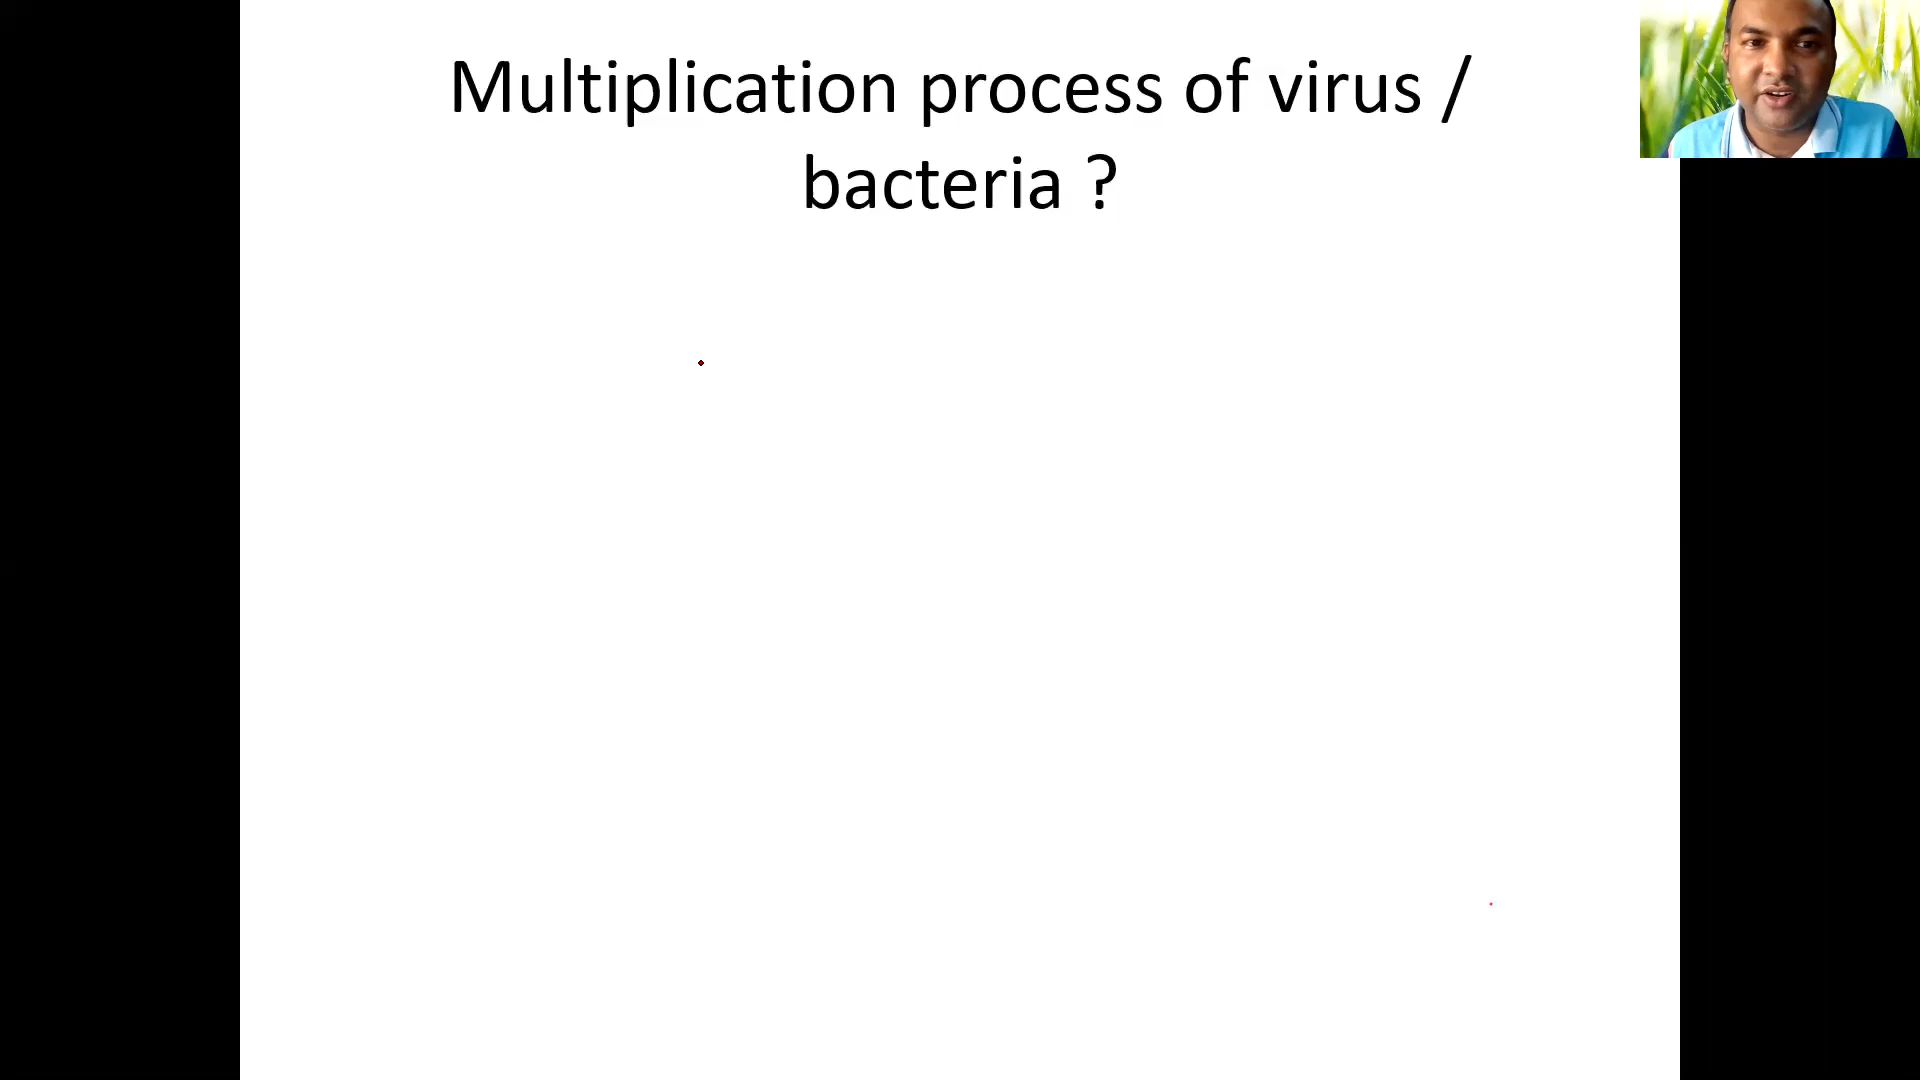 Multiplication process of virus /
bacteria ?